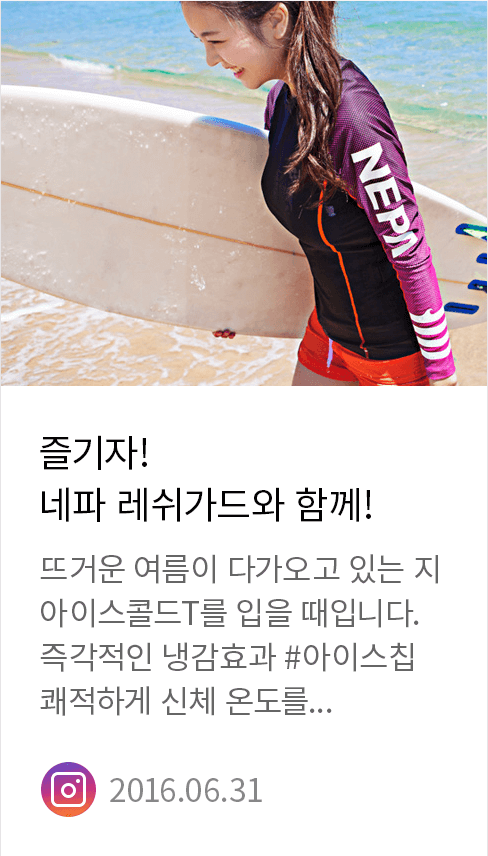 NEPA
즐기자!
네파 레쉬가드와 함께!
뜨거운 여름이 다가오고 있는 지
아이스콜드T를 입을 때입니다.
즉각적인 냉감효과 #아이스칩
쾌적하게 신체 온도를...
2016.06.31